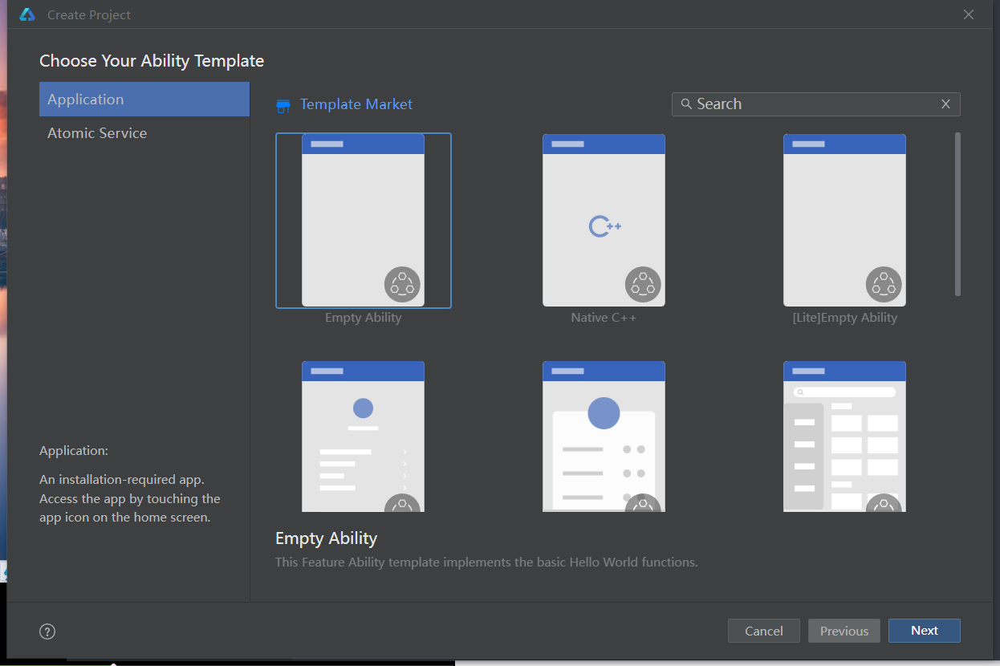 Create Project
Choose Your Ability Template
Application
Atomic Service
Template Market
Search
Empty Ability
C++
Native C++
[Lite]Empty Ability
Application:
An installation-required app.
Access the app by touching the
app icon on the home screen.
Empty Ability
This Feature Ability template implements the basic Hello World functions.
?
Cancel
Previous
Next